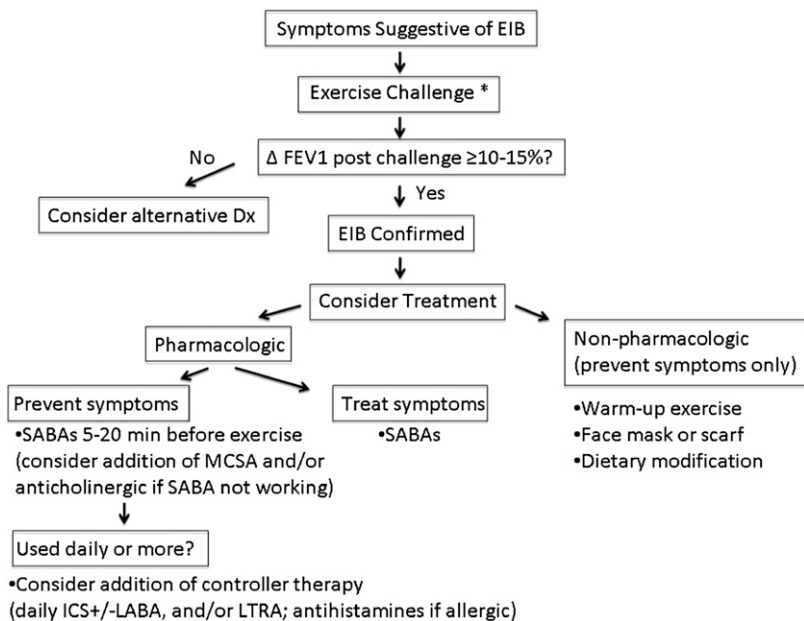 Symptoms Suggestive of EIB
Exercise Challenge *
Δ FEV1 post challenge ≥10-15%?
No
Yes
Consider alternative Dx
EIB Confirmed
Consider Treatment
Pharmacologic
Non-pharmacologic
(prevent symptoms only)
Prevent symptoms
Treat symptoms
•SABAs 5-20 min before exercise
(consider addition of MCSA and/or
anticholinergic if SABA not working)
•SABAs
•Warm-up exercise
•Face mask or scarf
•Dietary modification
Used daily or more?
•Consider addition of controller therapy
(daily ICS+/-LABA, and/or LTRA; antihistamines if allergic)